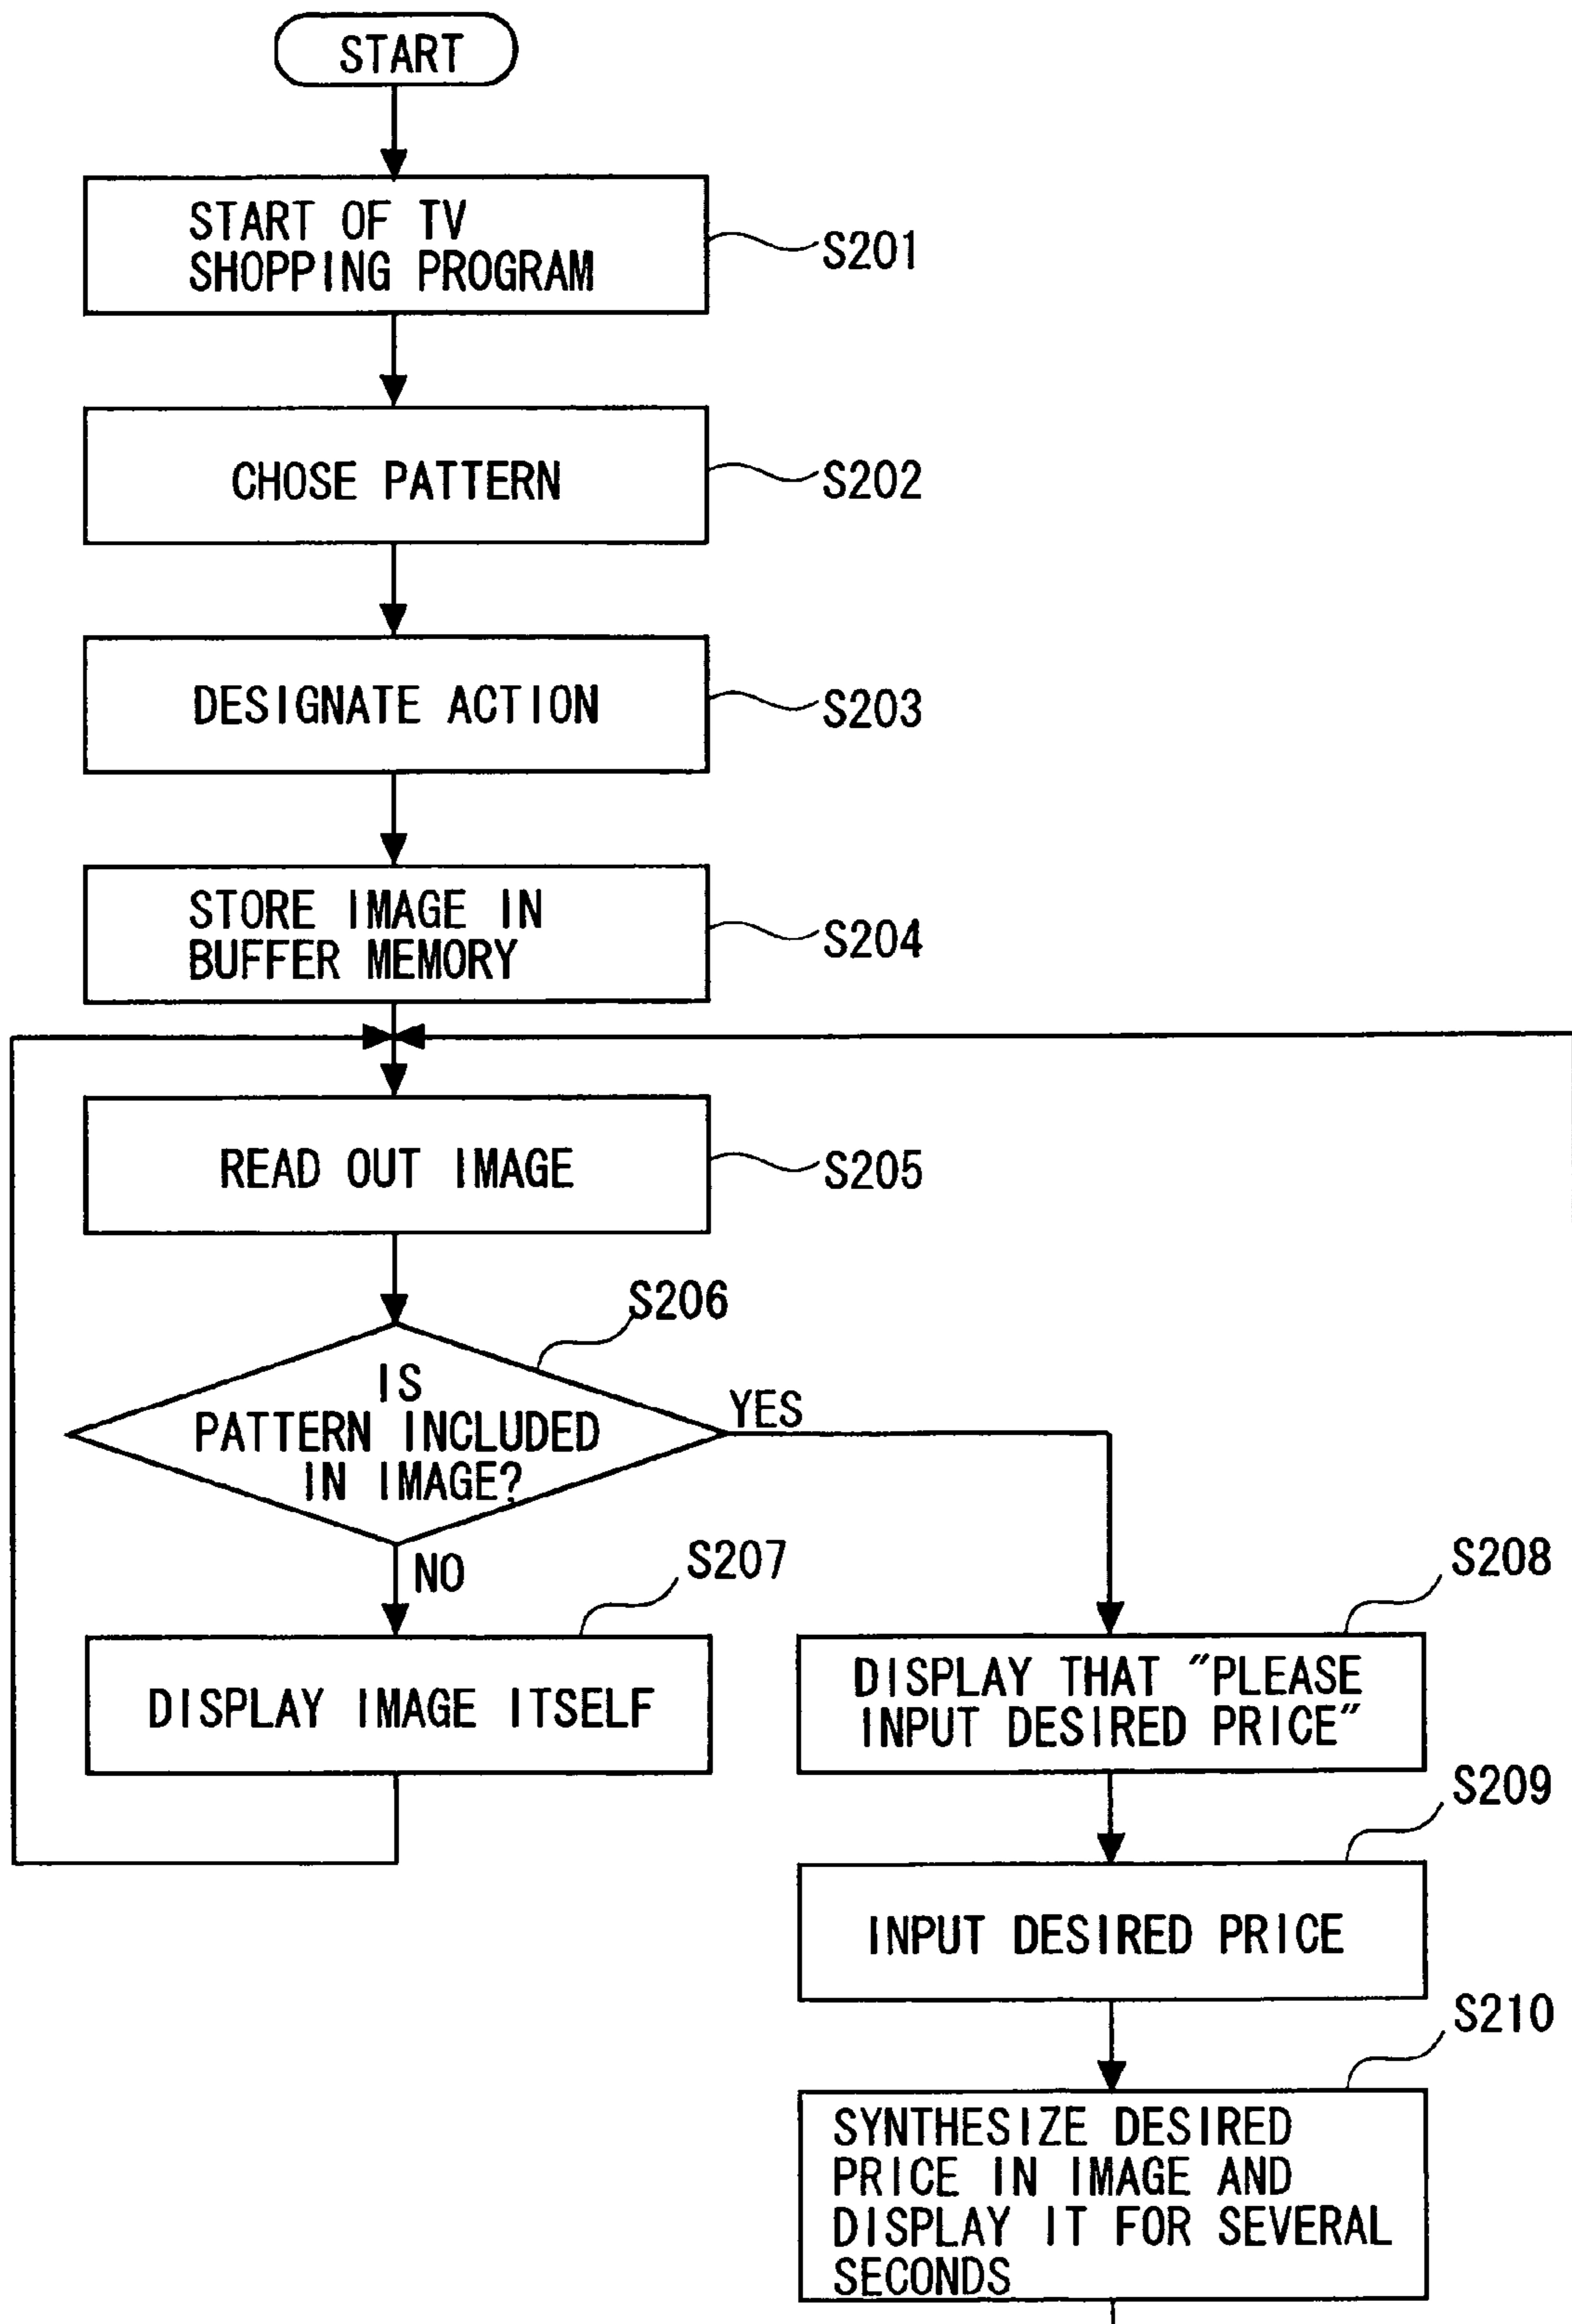 START
START OF TV
SHOPPING PROGRAM
S201
CHOSE PATTERN
S202
DESIGNATE ACTION
S203
STORE IMAGE IN
BUFFER MEMORY
S204
READ OUT IMAGE
S205
S206
IS
PATTERN INCLUDED
IN IMAGE?
YES
NO
S207
DISPLAY IMAGE ITSELF
S208
DISPLAY THAT "PLEASE
INPUT DESIRED PRICE"
S209
INPUT DESIRED PRICE
S210
SYNTHESIZE DESIRED
PRICE IN IMAGE AND
DISPLAY IT FOR SEVERAL
SECONDS